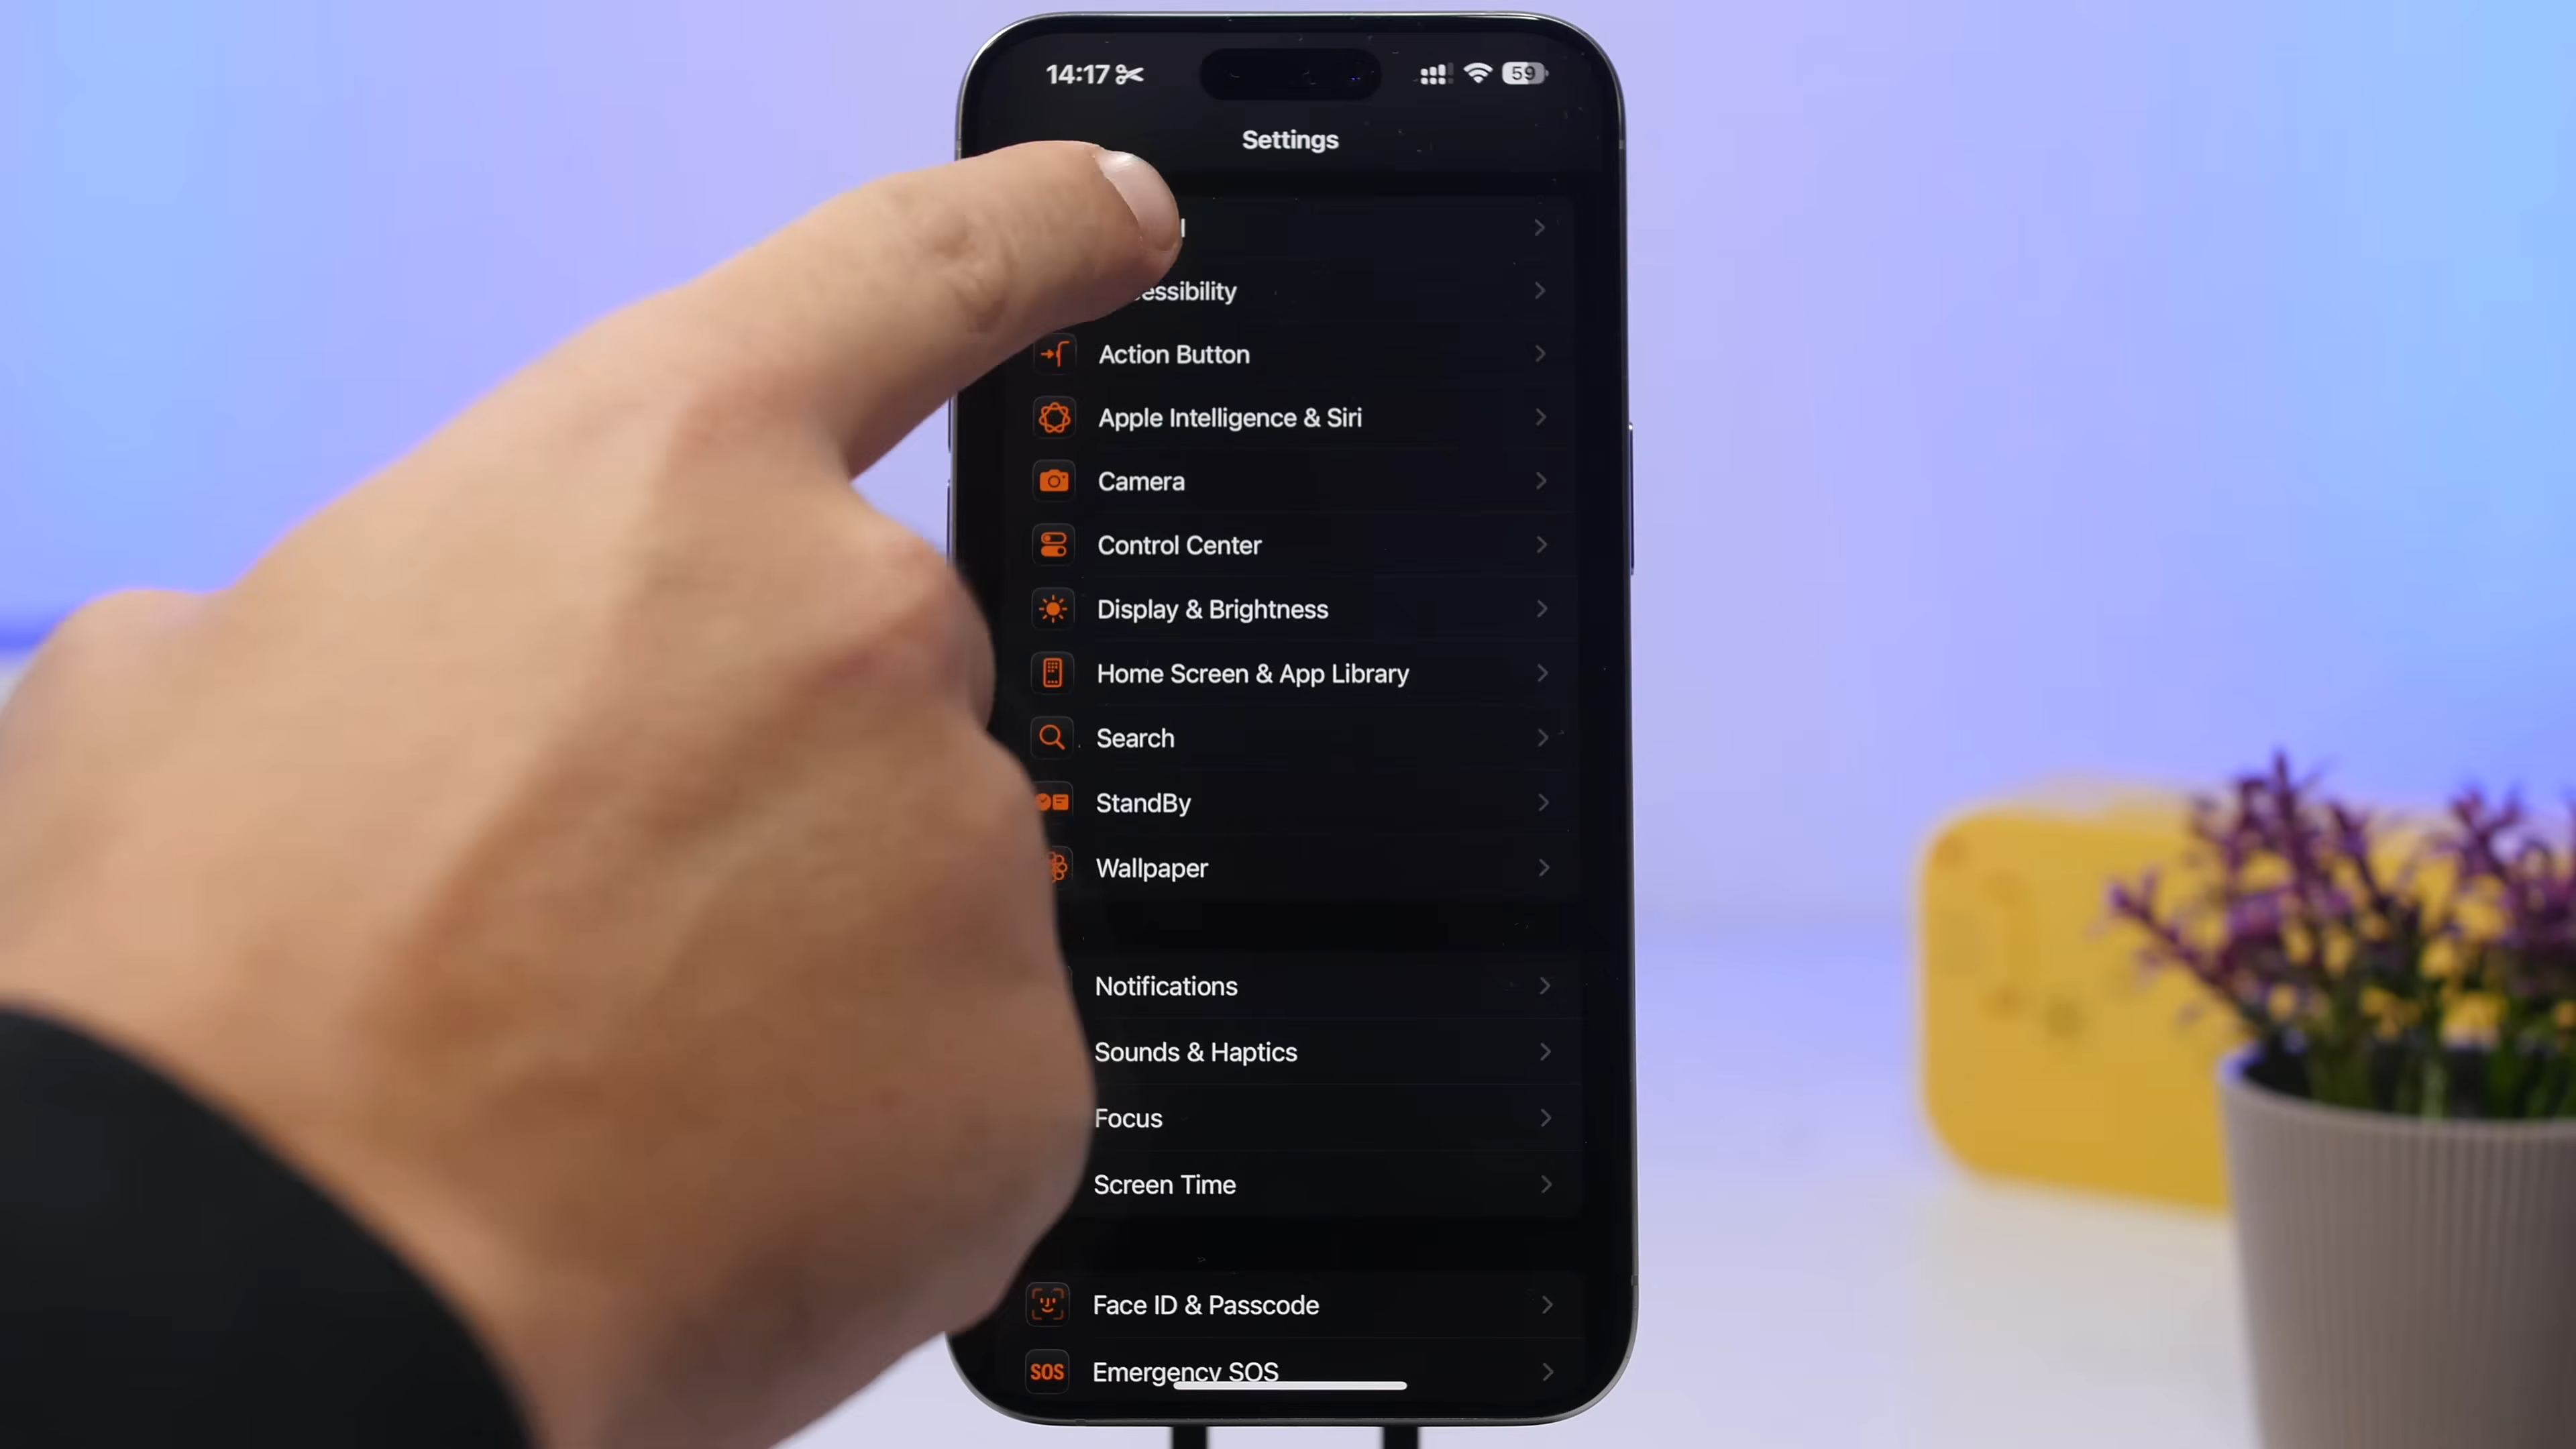 14:17
59
Settings
Action Button
Apple Intelligence & Siri
Camera
Control Center
Display & Brightness
Home Screen & App Library
Search
StandBy
Wallpaper
Notifications
Sounds & Haptics
Focus
Screen Time
Face ID & Passcode
SOS Emergency SOS